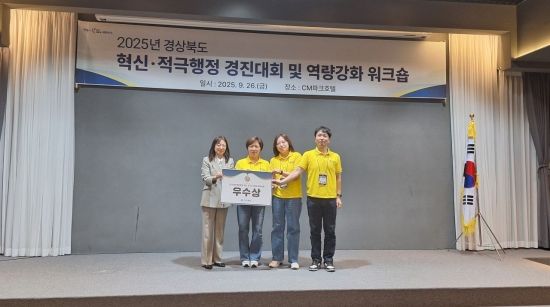 2025년 경상북도
혁신·적극행정 경진대회 및 역량강화 워크숍
일시 : 2025. 9. 26.(금) 장소 : CM파크호텔
우수상